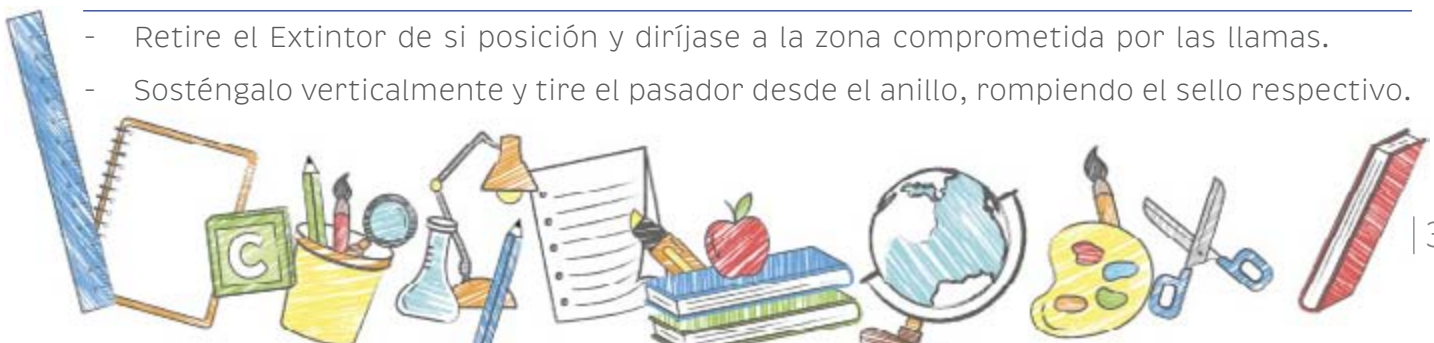 - Retire el Extintor de si posición y diríjase a la zona comprometida por las llamas.
- Sosténgalo verticalmente y tire el pasador desde el anillo, rompiendo el sello respectivo.
C